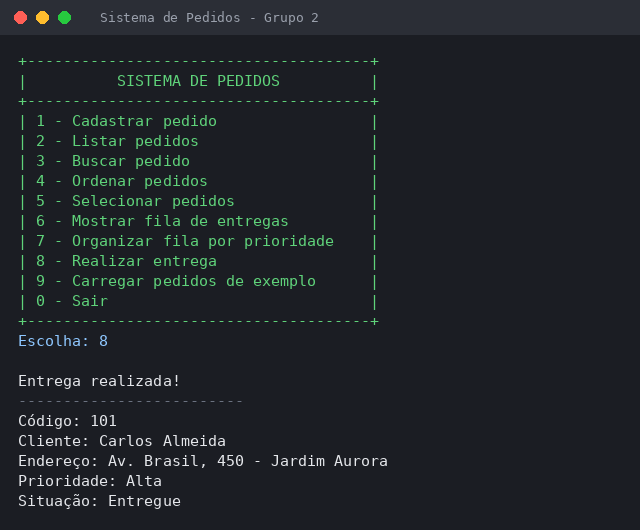 Sistema de Pedidos - Grupo 2
+--------------------------------------+
|          SISTEMA DE PEDIDOS          |
+--------------------------------------+
| 1 - Cadastrar pedido                 |
| 2 - Listar pedidos                   |
| 3 - Buscar pedido                    |
| 4 - Ordenar pedidos                  |
| 5 - Selecionar pedidos               |
| 6 - Mostrar fila de entregas         |
| 7 - Organizar fila por prioridade    |
| 8 - Realizar entrega                 |
| 9 - Carregar pedidos de exemplo      |
| 0 - Sair                             |
+--------------------------------------+
Escolha: 8
Entrega realizada!
-------------------------
Código: 101
Cliente: Carlos Almeida
Endereço: Av. Brasil, 450 - Jardim Aurora
Prioridade: Alta
Situação: Entregue